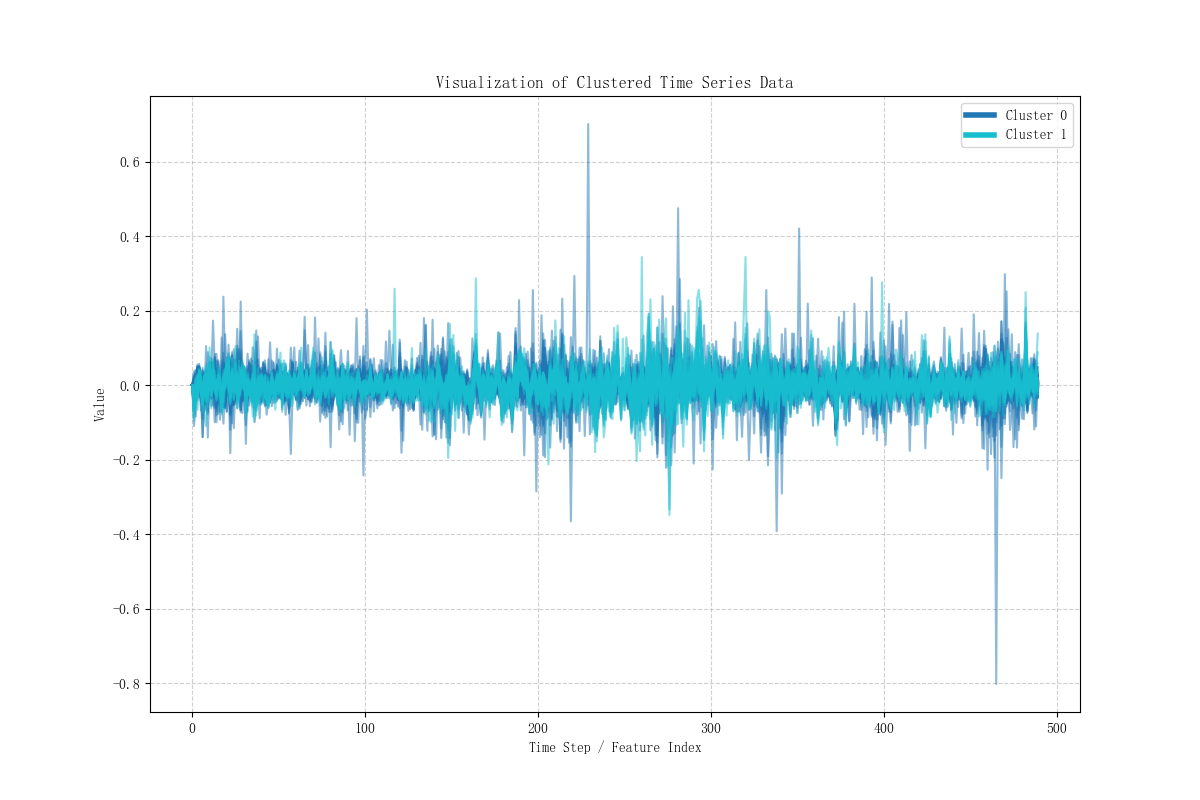 Visualization of Clustered Time Series Data
Cluster 0
Cluster 1
0.6
0.4
0.2
0.0
−0.2
−0.4
−0.6
−0.8
Value
0
100
200
300
400
500
Time Step / Feature Index